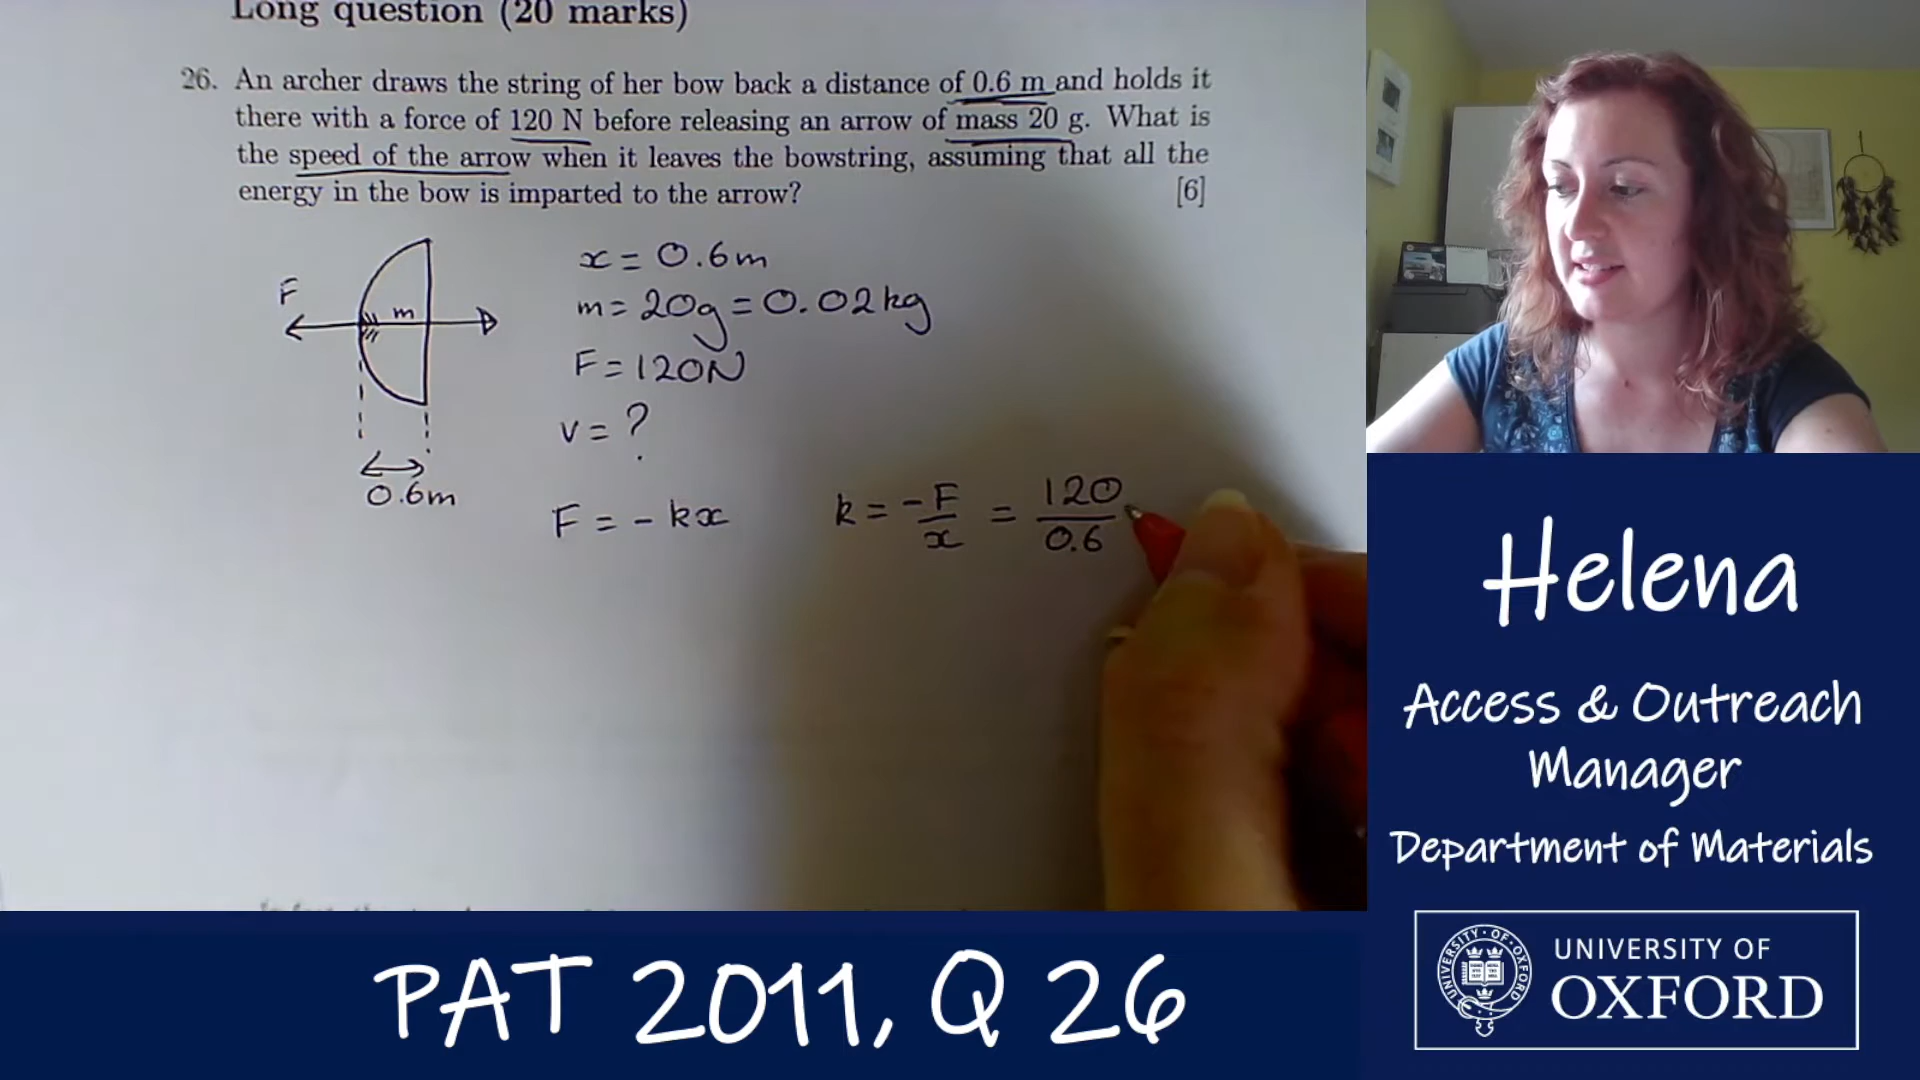 Long question (20 marks)
26. An archer draws the string of her bow back a distance of 0.6 m and holds it
there with a force of 120 N before releasing an arrow of mass 20 g. What is
the speed of the arrow when it leaves the bowstring, assuming that all the
energy in the bow is imparted to the arrow? [6]
F
m
0.6m
x = 0.6m
m = 20g = 0.02kg
F = 120N
v = ?
F = - kx
k = -F/x = 120/0.6
Helena
Access & Outreach
Manager
Department of Materials
UNIVERSITY OF
OXFORD
PAT 2011, Q 26